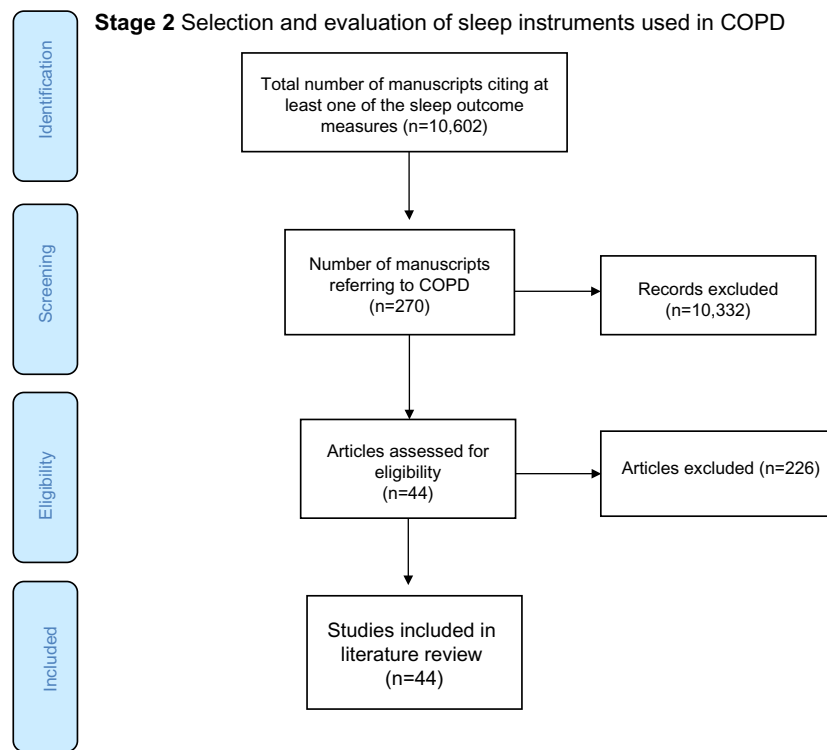 Stage 2 Selection and evaluation of sleep instruments used in COPD
Identification
Total number of manuscripts citing at
least one of the sleep outcome
measures (n=10,602)
Screening
Number of manuscripts
referring to COPD
(n=270)
Records excluded
(n=10,332)
Eligibility
Articles assessed for
eligibility
(n=44)
Articles excluded (n=226)
Included
Studies included in
literature review
(n=44)